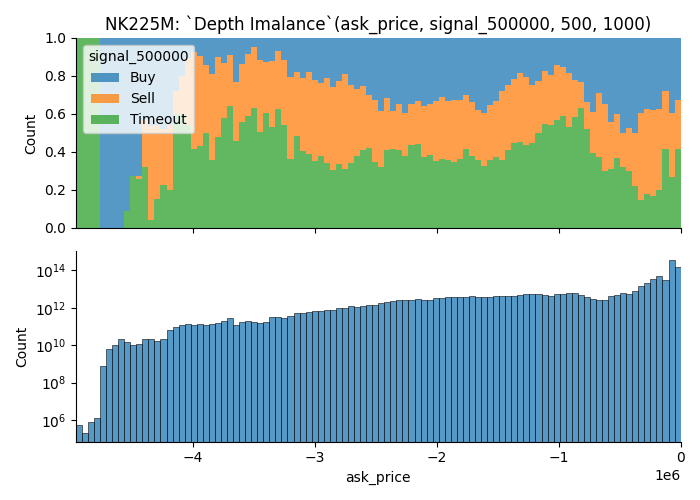 NK225M: `Depth Imalance`(ask_price, signal_500000, 500, 1000)
signal_500000
Buy
Sell
Timeout
Count
1.0
0.8
0.6
0.4
0.2
0.0
Count
10^14
10^12
10^10
10^8
10^6
−4
−3
−2
−1
0
1e6
ask_price